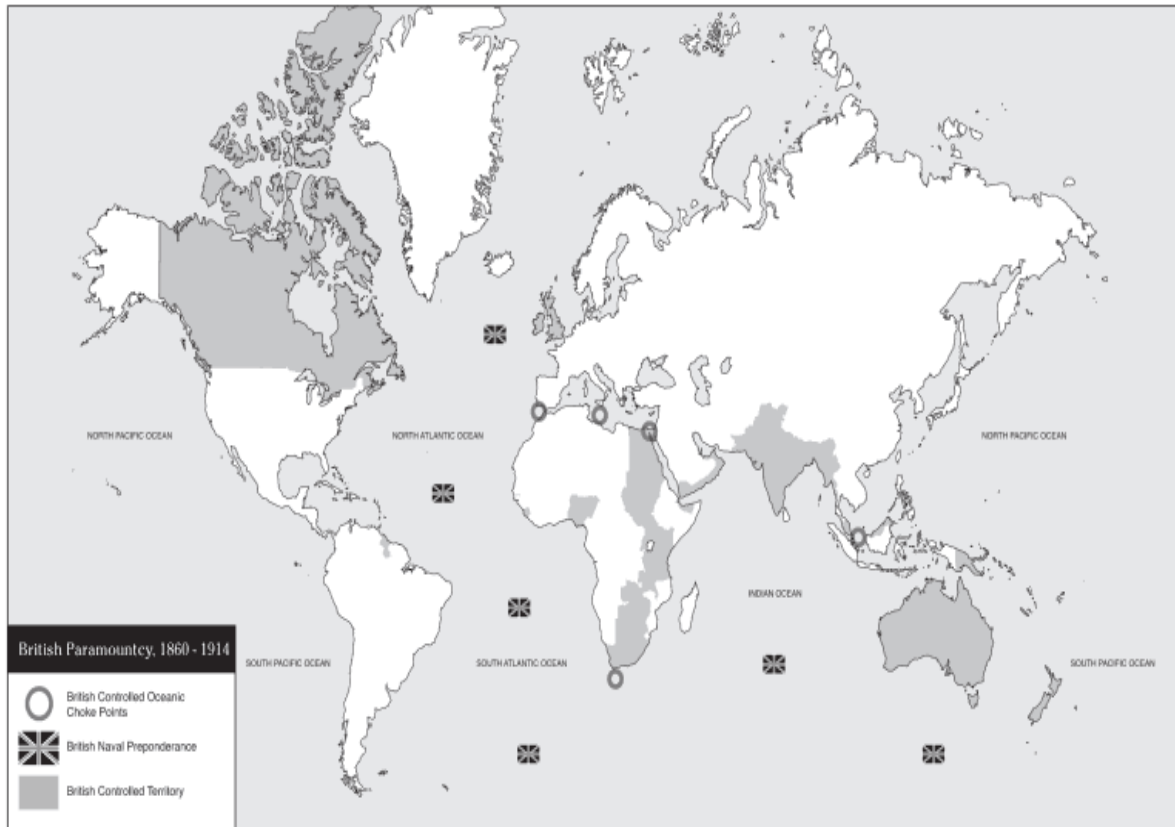 NORTH PACIFIC OCEAN
NORTH ATLANTIC OCEAN
NORTH PACIFIC OCEAN
INDIAN OCEAN
British Paramountcy, 1860 - 1914
SOUTH PACIFIC OCEAN
SOUTH ATLANTIC OCEAN
SOUTH PACIFIC OCEAN
British Controlled Oceanic
Choke Points
British Naval Preponderance
British Controlled Territory